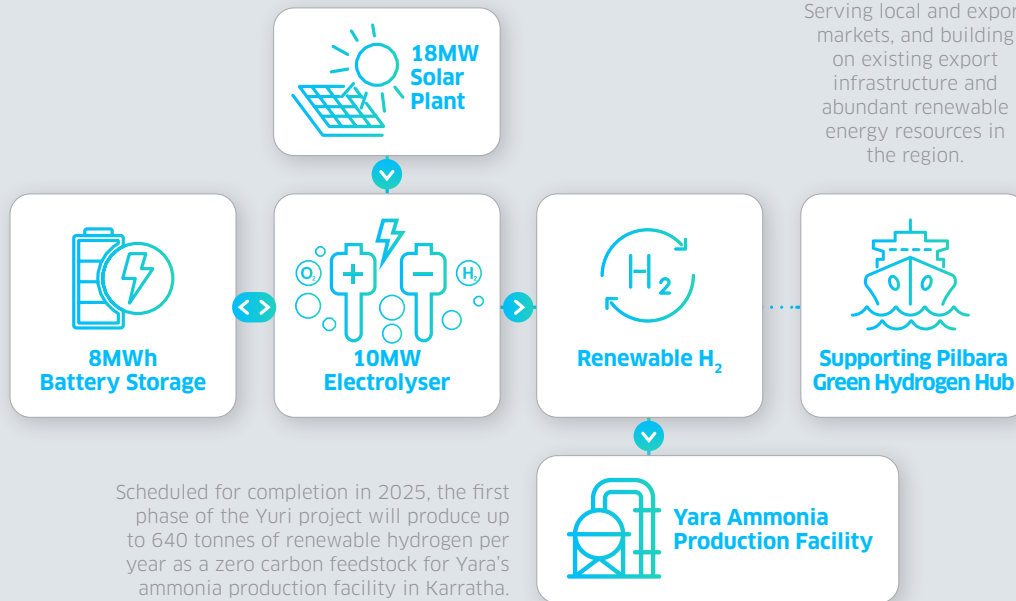 18MW
Solar
Plant
Serving local and export
markets, and building
on existing export
infrastructure and
abundant renewable
energy resources in
the region.
8MWh
Battery Storage
O₂
H₂
10MW
Electrolyser
H₂
Renewable H₂
Supporting Pilbara
Green Hydrogen Hub
Scheduled for completion in 2025, the first
phase of the Yuri project will produce up
to 640 tonnes of renewable hydrogen per
year as a zero carbon feedstock for Yara's
ammonia production facility in Karratha.
Yara Ammonia
Production Facility